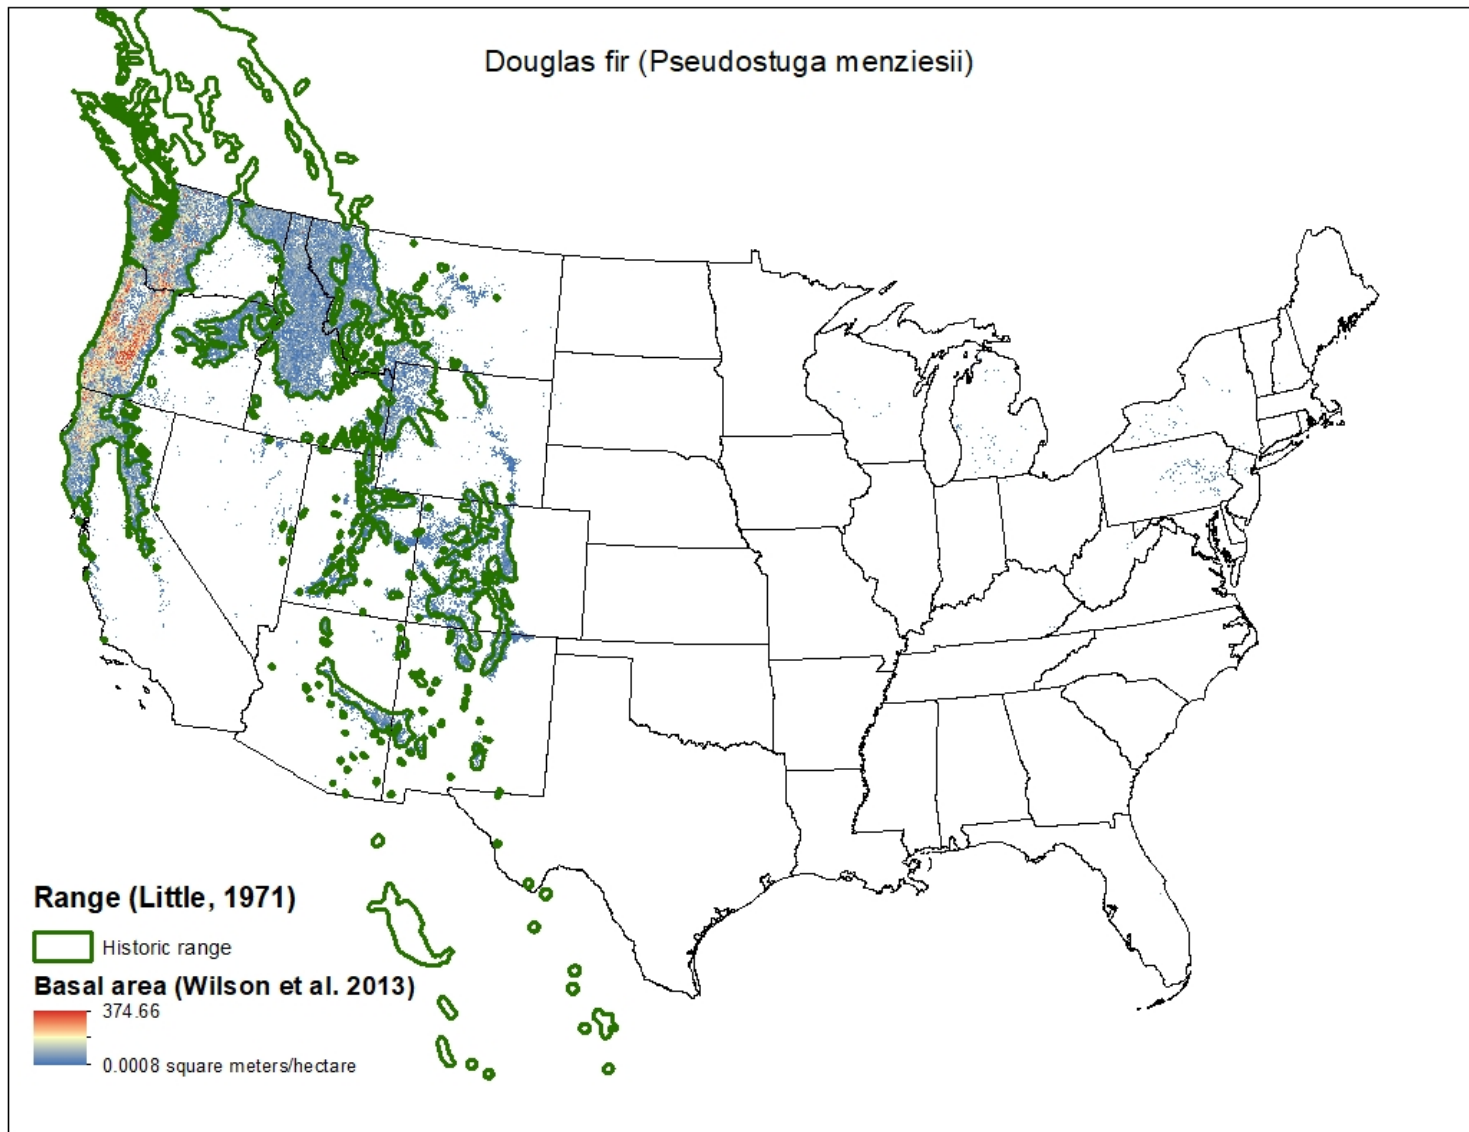 Douglas fir (Pseudostuga menziesii)
Range (Little, 1971)
Historic range
Basal area (Wilson et al. 2013)
374.66
0.0008 square meters/hectare